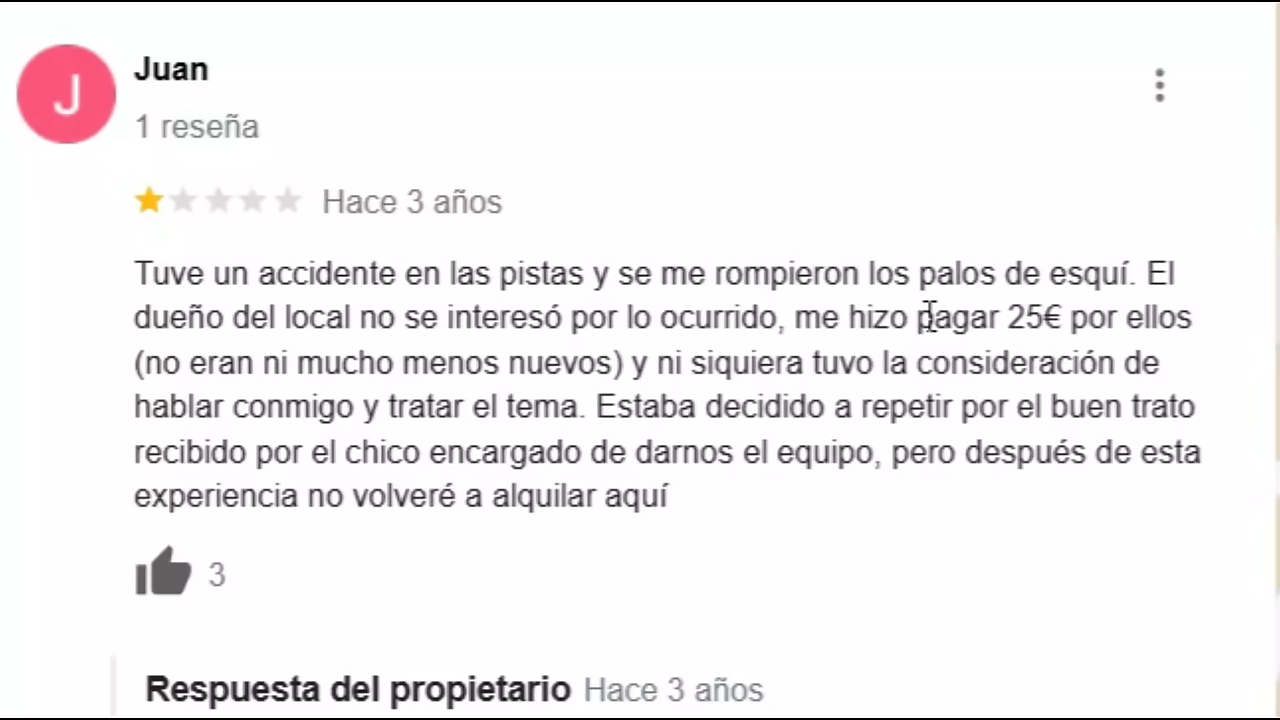 J
Juan
1 reseña
Hace 3 años
Tuve un accidente en las pistas y se me rompieron los palos de esquí. El
dueño del local no se interesó por lo ocurrido, me hizo pagar 25€ por ellos
(no eran ni mucho menos nuevos) y ni siquiera tuvo la consideración de
hablar conmigo y tratar el tema. Estaba decidido a repetir por el buen trato
recibido por el chico encargado de darnos el equipo, pero después de esta
experiencia no volveré a alquilar aquí
3
Respuesta del propietario Hace 3 años